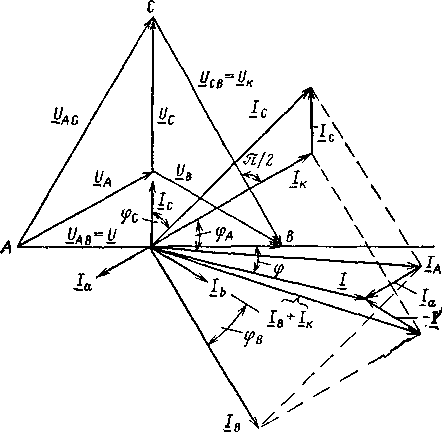 C
U_CB=U_K
U_AC
U_C
I_C
-I_c
U_A
U_B
π/2
I_c
I_K
φ_C
φ_A
A
U_AB=U
B
φ
I_A
I_a
I_b
I
I_a
I_B+I_K
φ_B
I_B